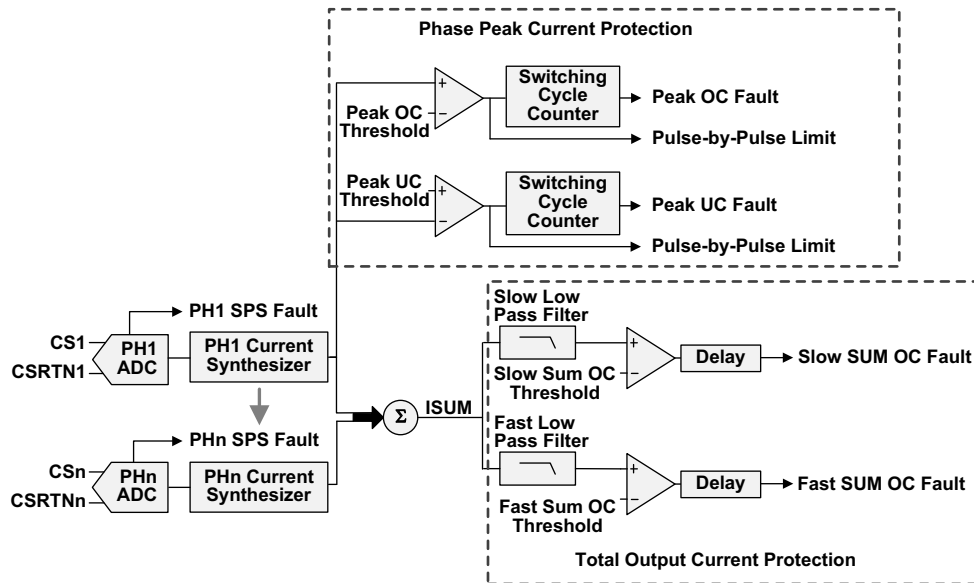 Phase Peak Current Protection
+
Peak OC
Threshold
−
Switching
Cycle
Counter
Peak OC Fault
Pulse-by-Pulse Limit
Peak UC
Threshold
+
−
Switching
Cycle
Counter
Peak UC Fault
Pulse-by-Pulse Limit
PH1 SPS Fault
CS1
CSRTN1
PH1
ADC
PH1 Current
Synthesizer
PHn SPS Fault
CSn
CSRTNn
PHn
ADC
PHn Current
Synthesizer
Σ
ISUM
Slow Low
Pass Filter
+
Slow Sum OC
Threshold
−
Delay
Slow SUM OC Fault
Fast Low
Pass Filter
+
Fast Sum OC
Threshold
−
Delay
Fast SUM OC Fault
Total Output Current Protection